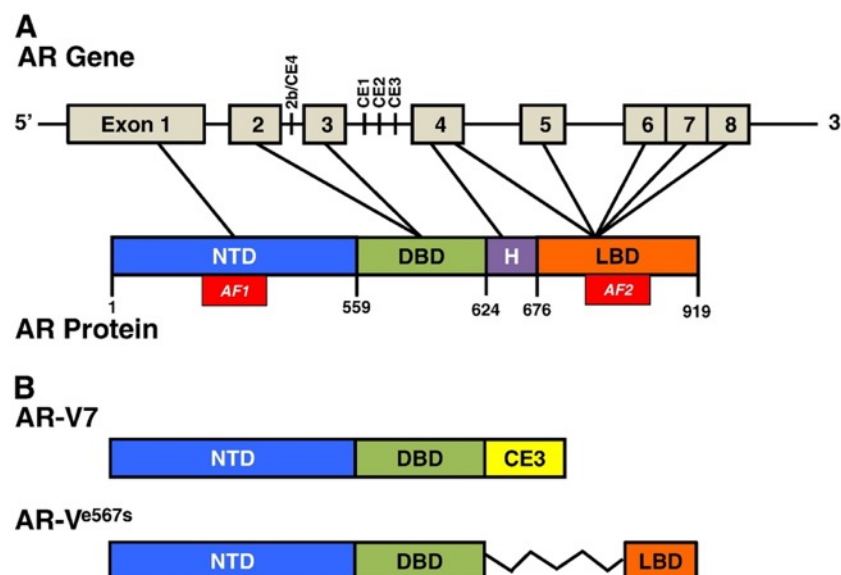 A
AR Gene
2b/CE4
CE1
CE2
CE3
5’ Exon 1 2 3 4 5 6 7 8 3
NTD DBD H LBD
AF1 AF2
1 559 624 676 919
AR Protein
B
AR-V7
NTD DBD CE3
AR-Ve567s
NTD DBD LBD